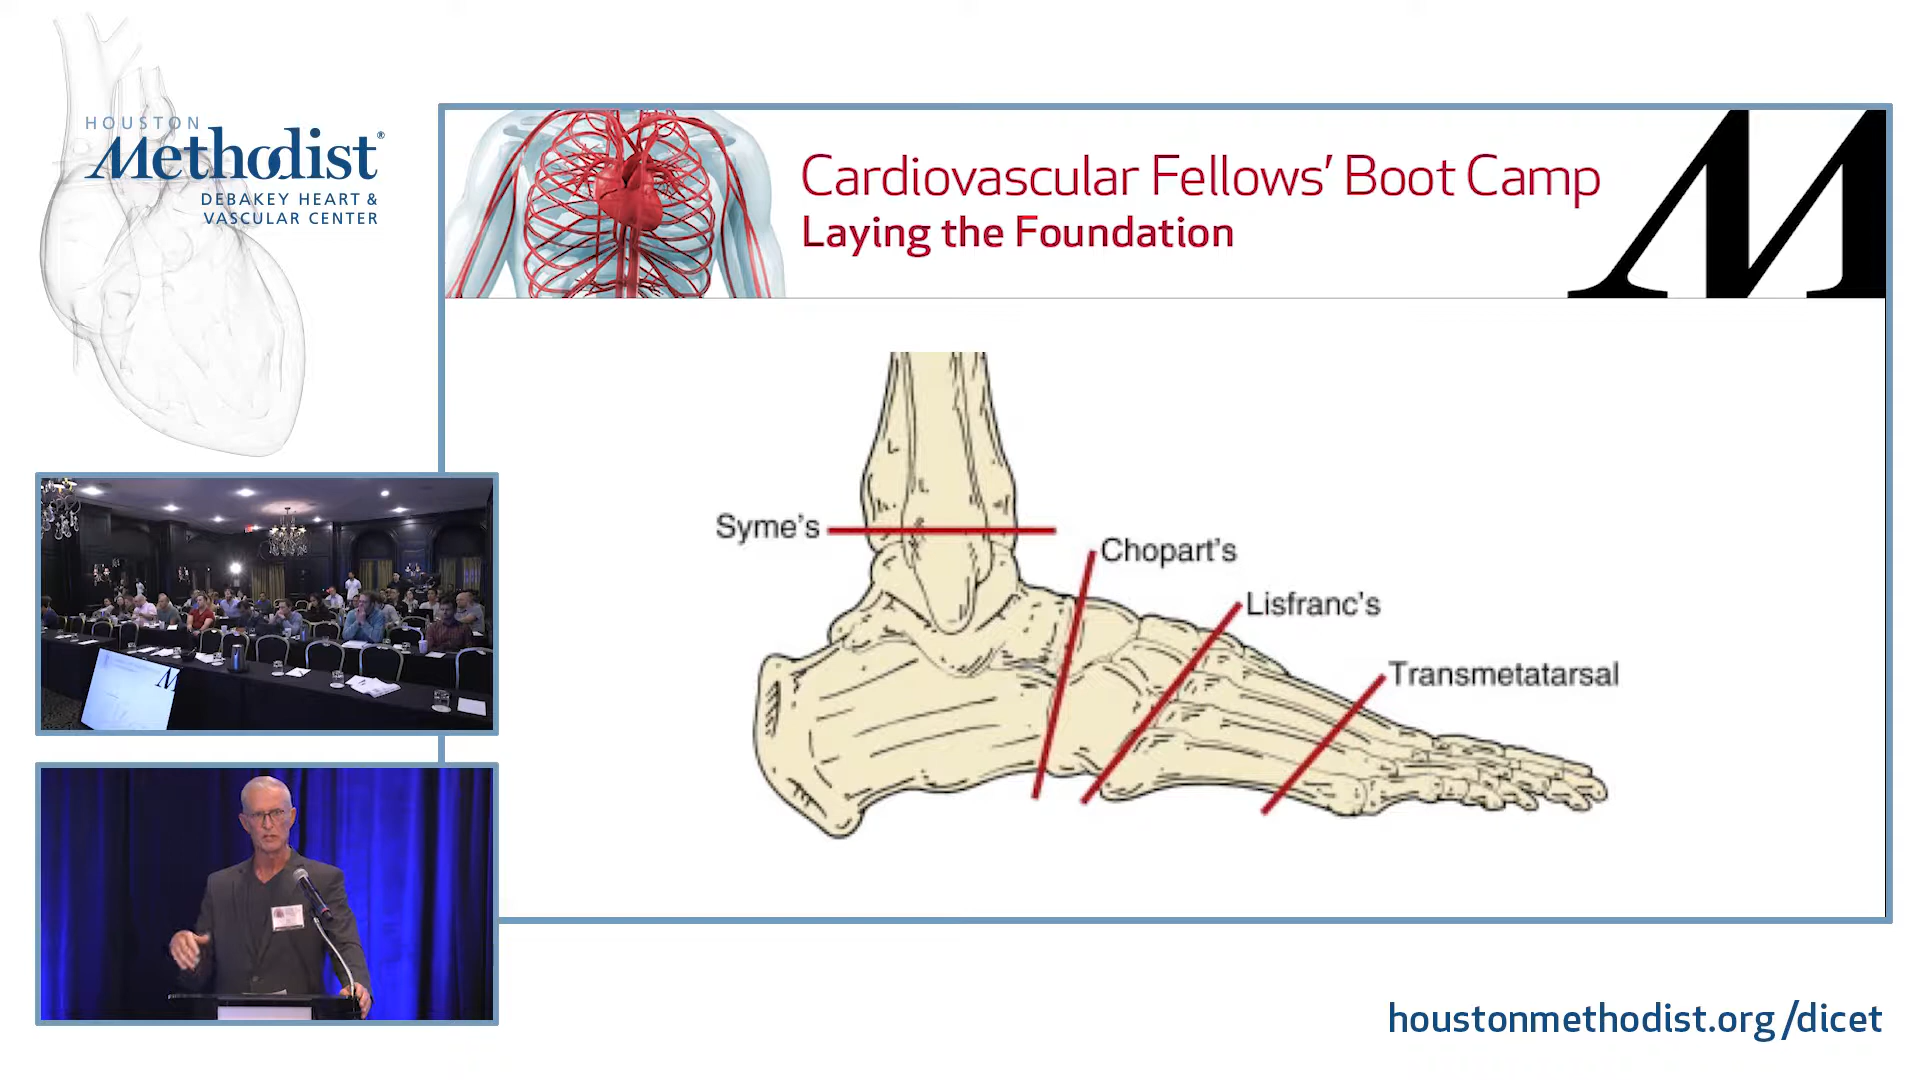 HOUSTON
Methodist®
DEBAKEY HEART &
VASCULAR CENTER
Cardiovascular Fellows' Boot Camp
Laying the Foundation
M
Syme's
Chopart's
Lisfranc's
Transmetatarsal
houstonmethodist.org/dicet